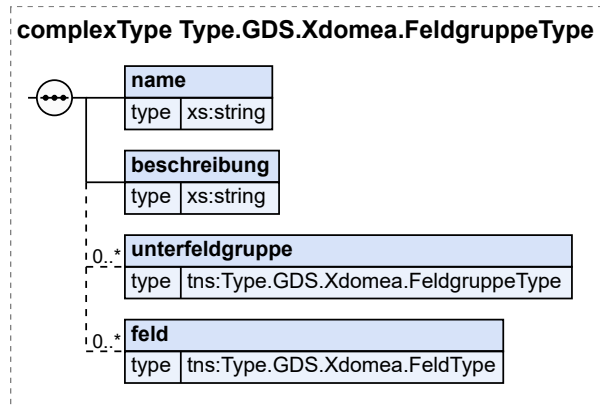 complexType Type.GDS.Xdomea.FeldgruppeType
name
type xs:string
beschreibung
type xs:string
0..* unterfeldgruppe
type tns:Type.GDS.Xdomea.FeldgruppeType
0..* feld
type tns:Type.GDS.Xdomea.FeldType